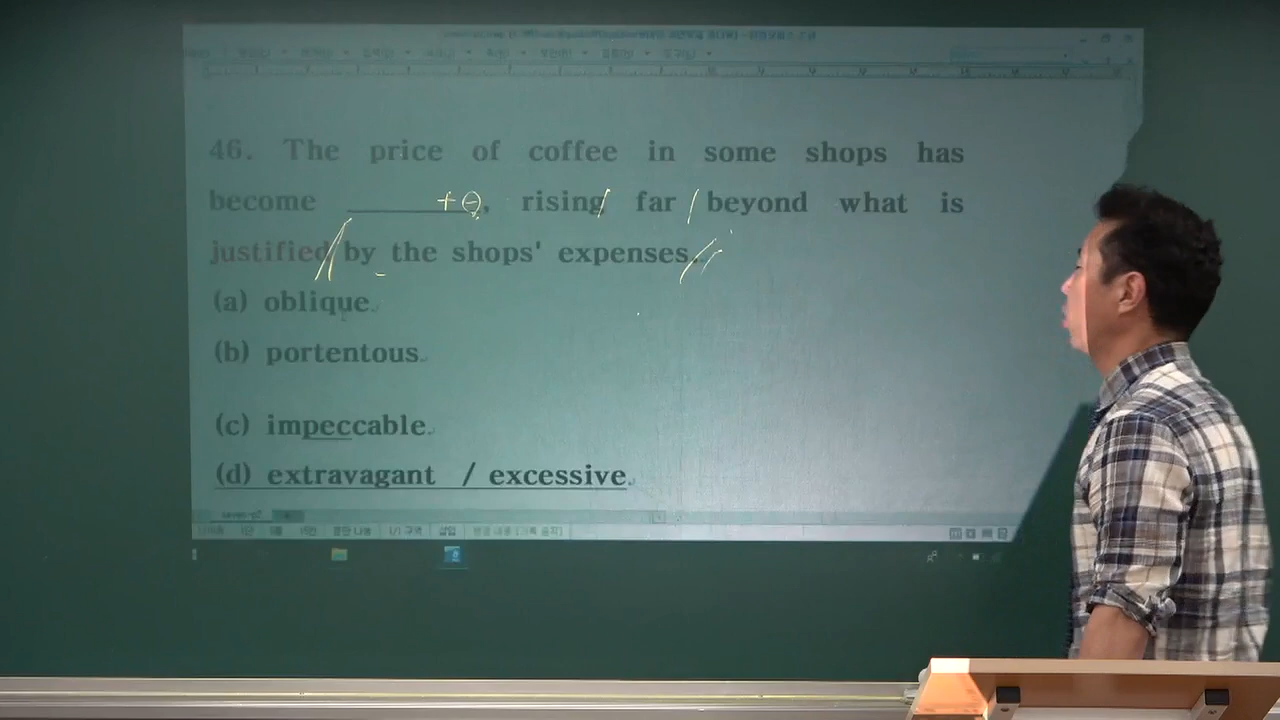 46. The price of coffee in some shops has
become ________ + ⊖, rising far beyond what is
justified by the shops' expenses.
(a) oblique
(b) portentous
(c) impeccable
(d) extravagant / excessive